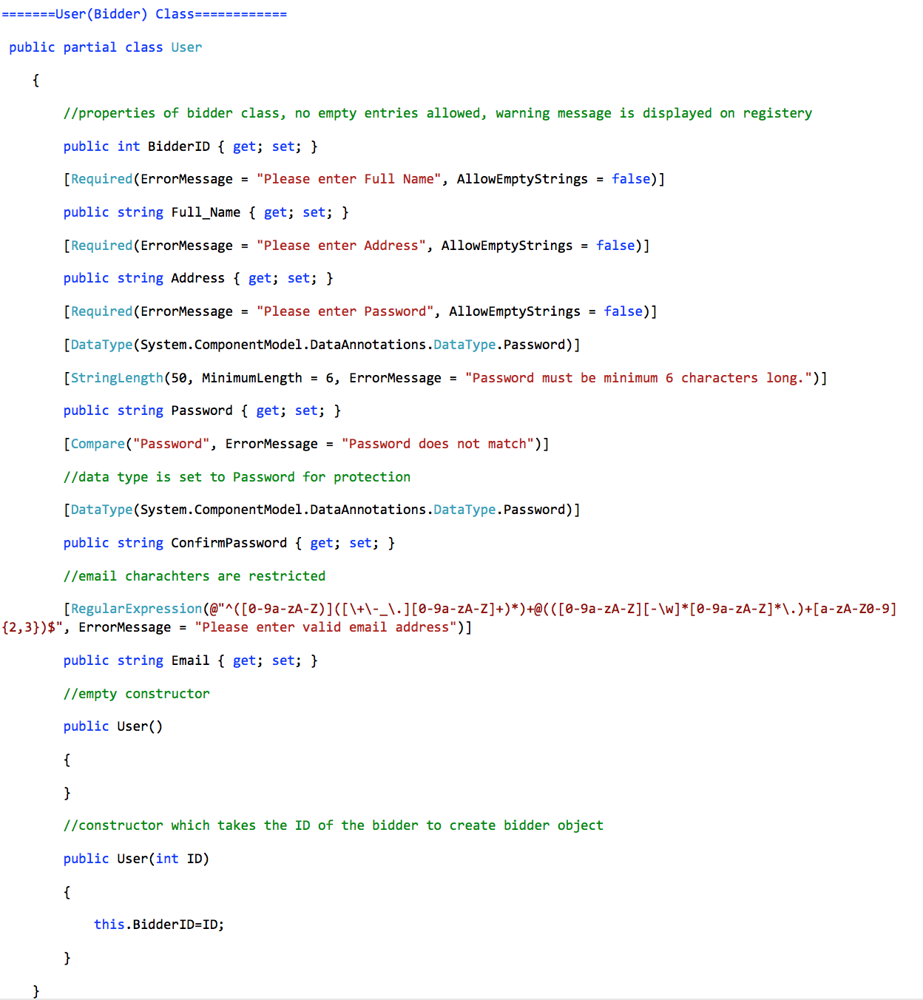 =======User(Bidder) Class============
public partial class User
{
//properties of bidder class, no empty entries allowed, warning message is displayed on registery
public int BidderID { get; set; }
[Required(ErrorMessage = "Please enter Full Name", AllowEmptyStrings = false)]
public string Full_Name { get; set; }
[Required(ErrorMessage = "Please enter Address", AllowEmptyStrings = false)]
public string Address { get; set; }
[Required(ErrorMessage = "Please enter Password", AllowEmptyStrings = false)]
[DataType(System.ComponentModel.DataAnnotations.DataType.Password)]
[StringLength(50, MinimumLength = 6, ErrorMessage = "Password must be minimum 6 characters long.")]
public string Password { get; set; }
[Compare("Password", ErrorMessage = "Password does not match")]
//data type is set to Password for protection
[DataType(System.ComponentModel.DataAnnotations.DataType.Password)]
public string ConfirmPassword { get; set; }
//email charachters are restricted
[RegularExpression(@"^([0-9a-zA-Z)]([\+\-_\.][0-9a-zA-Z]+)*)+@(([0-9a-zA-Z][-\w]*[0-9a-zA-Z]*\.)+[a-zA-Z0-9]
{2,3})$", ErrorMessage = "Please enter valid email address")]
public string Email { get; set; }
//empty constructor
public User()
{
}
//constructor which takes the ID of the bidder to create bidder object
public User(int ID)
{
this.BidderID=ID;
}
}